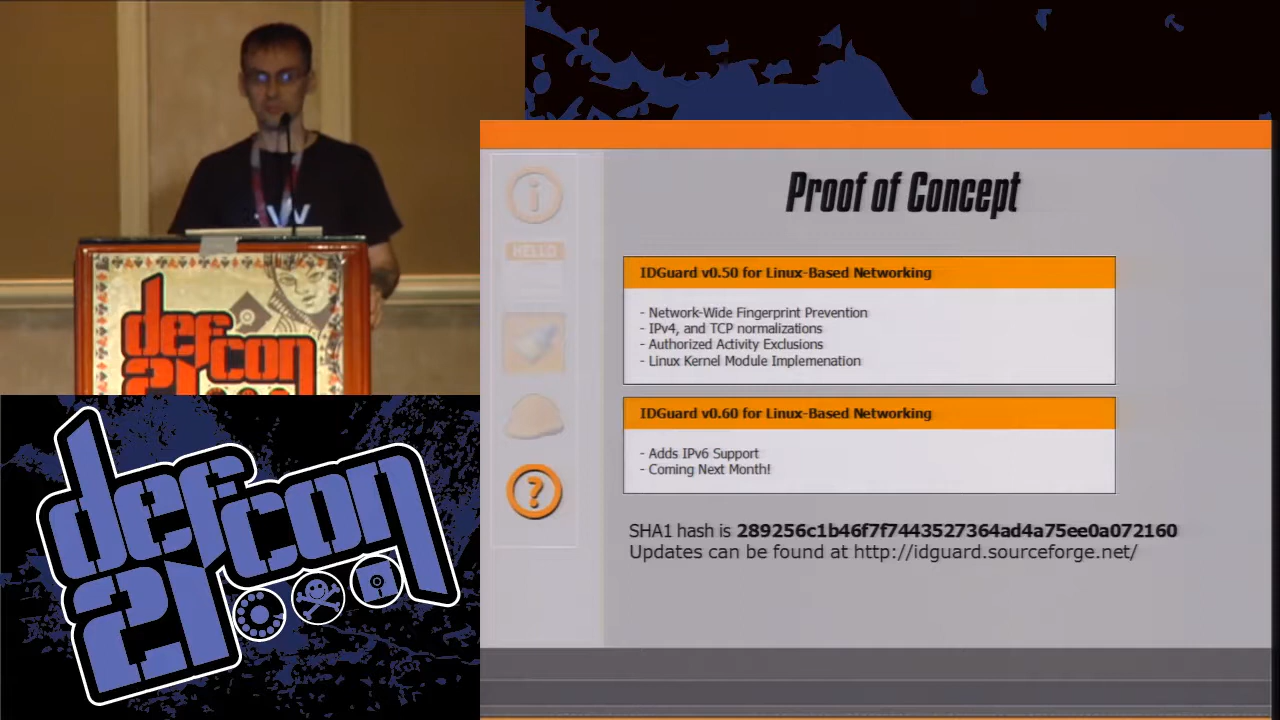 W
defcon
21
defcon
21
HELLO
Proof of Concept
IDGuard v0.50 for Linux-Based Networking
- Network-Wide Fingerprint Prevention
- IPv4, and TCP normalizations
- Authorized Activity Exclusions
- Linux Kernel Module Implemenation
IDGuard v0.60 for Linux-Based Networking
- Adds IPv6 Support
- Coming Next Month!
SHA1 hash is 289256c1b46f7f7443527364ad4a75ee0a072160
Updates can be found at http://idguard.sourceforge.net/